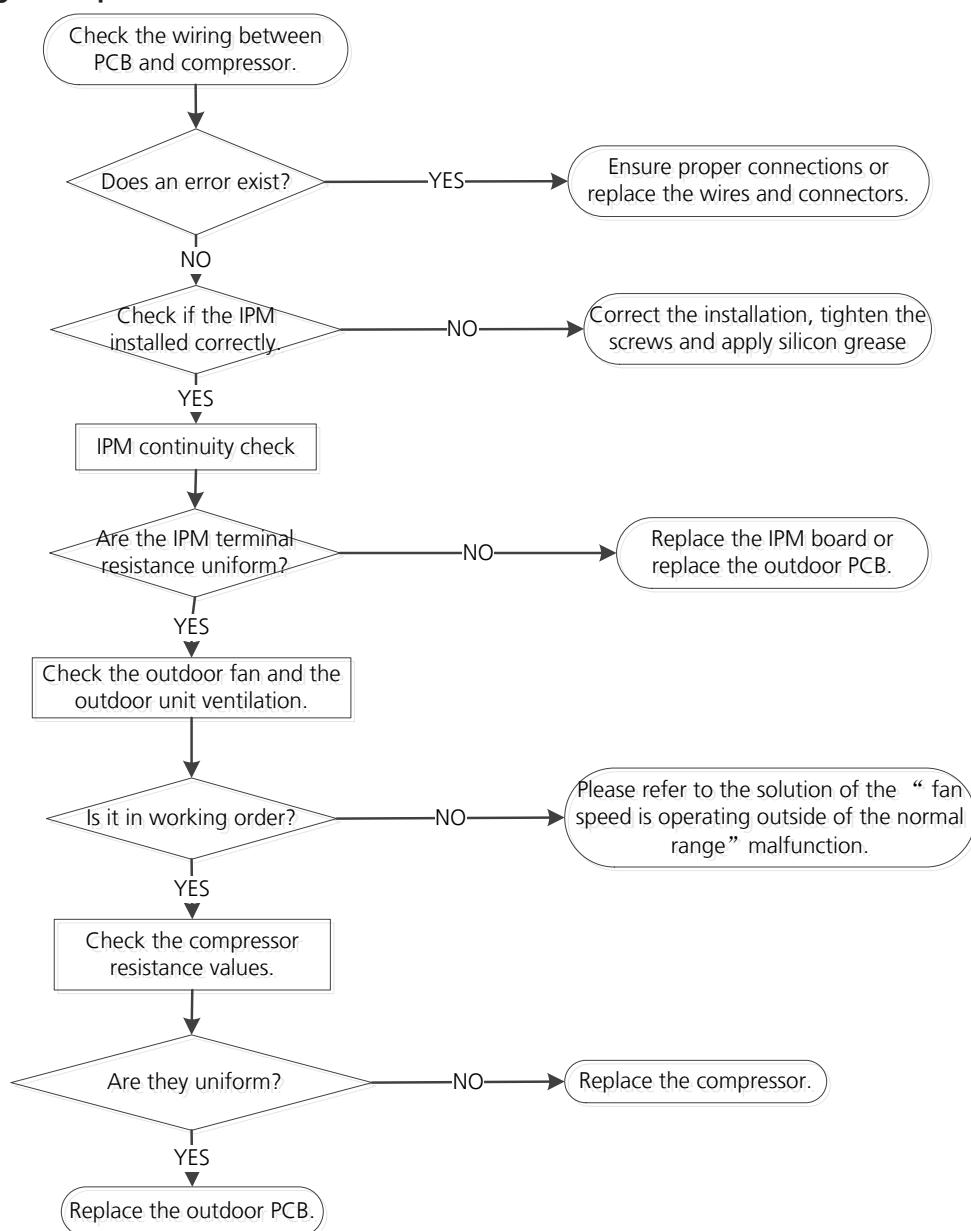 Check the wiring between
PCB and compressor.
Does an error exist?
YES
Ensure proper connections or
replace the wires and connectors.
NO
Check if the IPM
installed correctly.
NO
Correct the installation, tighten the
screws and apply silicon grease
YES
IPM continuity check
Are the IPM terminal
resistance uniform?
NO
Replace the IPM board or
replace the outdoor PCB.
YES
Check the outdoor fan and the
outdoor unit ventilation.
Is it in working order?
NO
Please refer to the solution of the “ fan
speed is operating outside of the normal
range” malfunction.
YES
Check the compressor
resistance values.
Are they uniform?
NO
Replace the compressor.
YES
Replace the outdoor PCB.